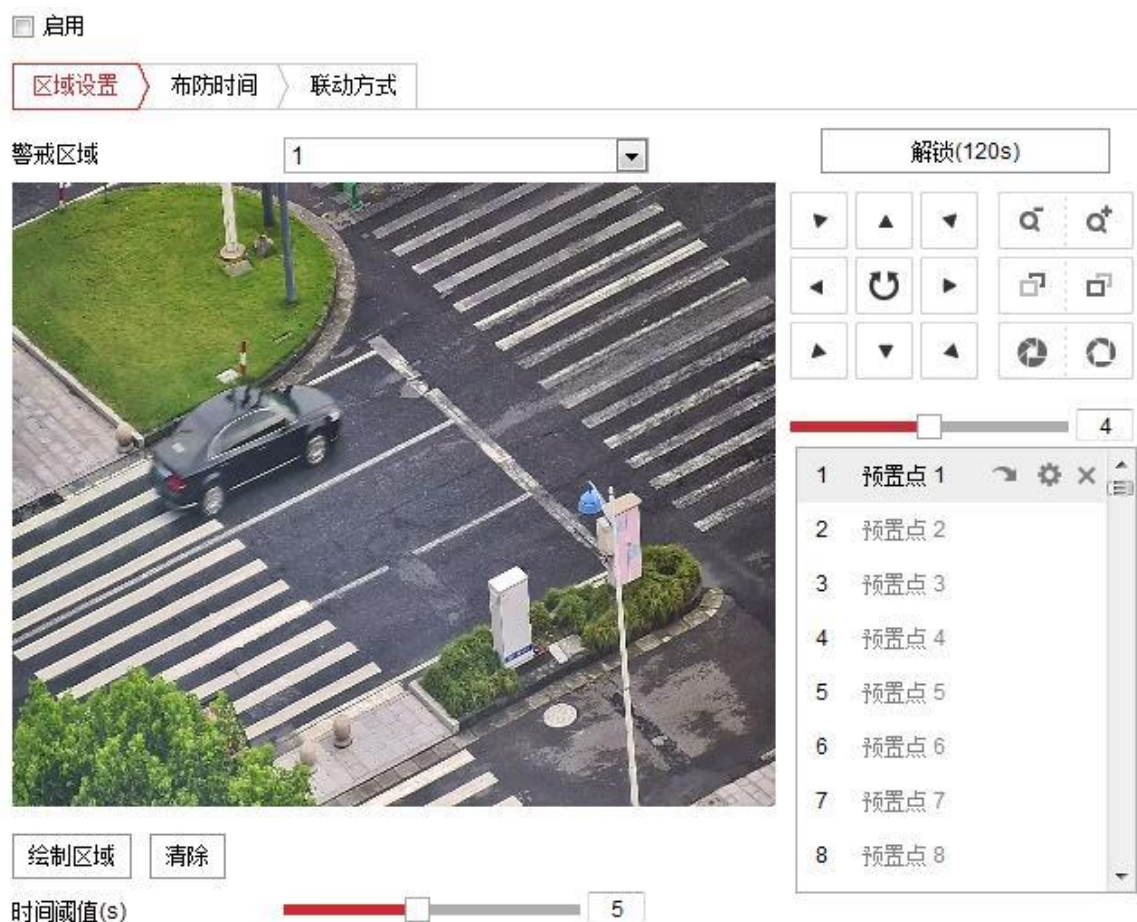 启用
区域设置 布防时间 联动方式
警戒区域 1 解锁(120s)
4
1 预置点 1
2 预置点 2
3 预置点 3
4 预置点 4
5 预置点 5
6 预置点 6
7 预置点 7
8 预置点 8
绘制区域 清除
时间阈值(s) 5